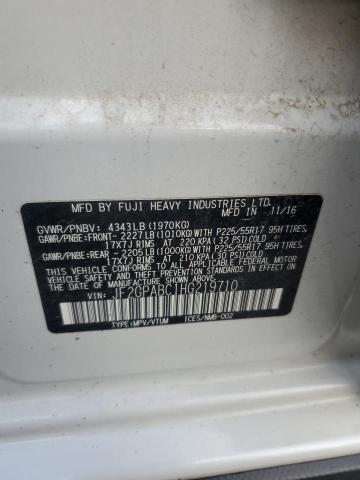 MFD BY FUJI HEAVY INDUSTRIES LTD. MFD IN 11/16
GVWR/PNBV: 4343LB (1970KG)
GAWR/PNBE:FRONT- 2227LB(1010KG)WITH P225/55R17 95H TIRES
17X7J RIMS AT 220 KPA(32 PSI)COLD
GAWR/PNBE:REAR- 2205LB(1000KG)WITH P225/55R17 95H TIRES
17X7J RIMS AT 210 KPA(30 PSI)COLD
THIS VEHICLE CONFORMS TO ALL APPLICABLE FEDERAL MOTOR
VEHICLE SAFETY, BUMPER AND THEFT PREVENTION
STANDARDS IN EFFECT ON THE DATE OF
MANUFACTURE SHOWN ABOVE.
VIN: JF2GPABC1HG219710
TYPE:MPV/VTUM ICES/NMB-002